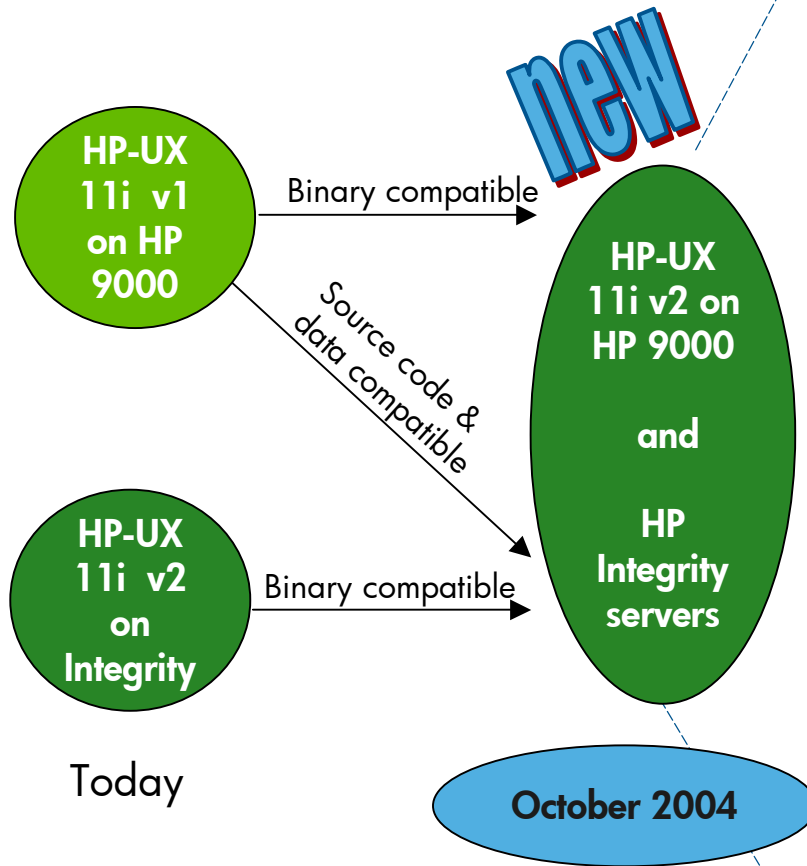 new
HP-UX
11i v1
on HP
9000
Binary compatible
Source code &
data compatible
HP-UX
11i v2 on
HP 9000
and
HP
Integrity
servers
HP-UX
11i v2
on
Integrity
Binary compatible
Today
October 2004